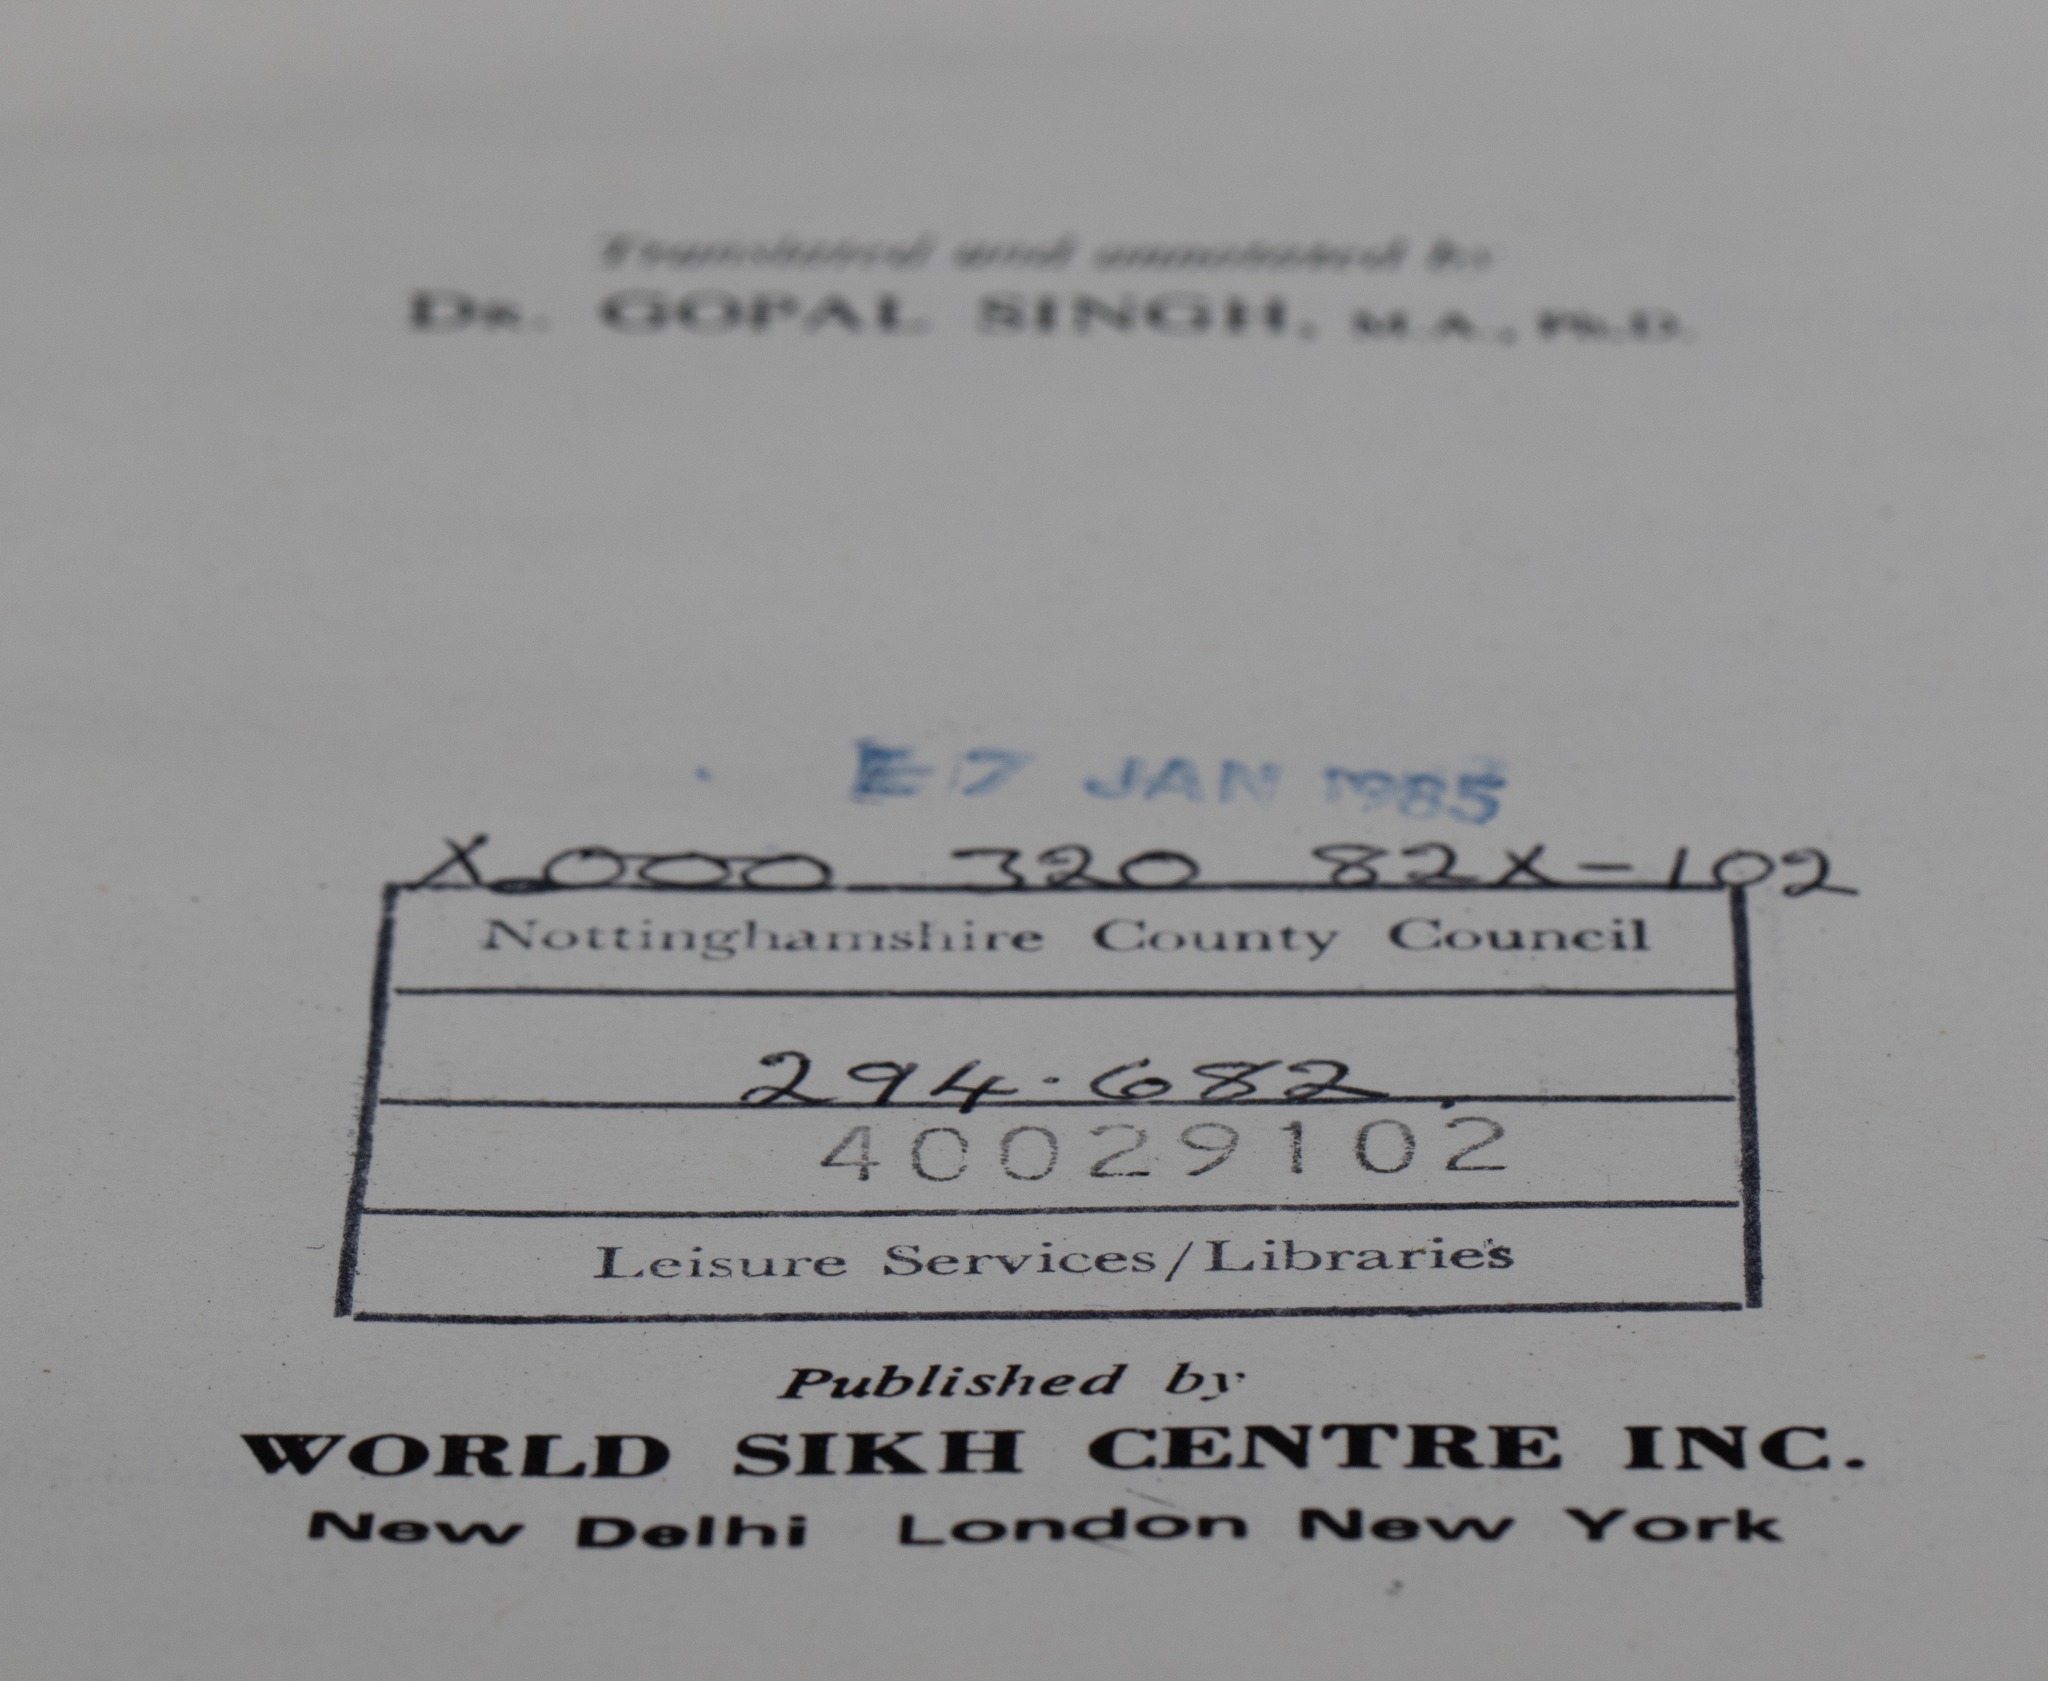 Translated and annotated by
DR. GOPAL SINGH, M.A., Ph.D.
E 17 JAN 1985
X.000 320 82X-102
Nottinghamshire County Council
294.682.
40029102
Leisure Services/Libraries
Published by
WORLD SIKH CENTRE INC.
New Delhi London New York